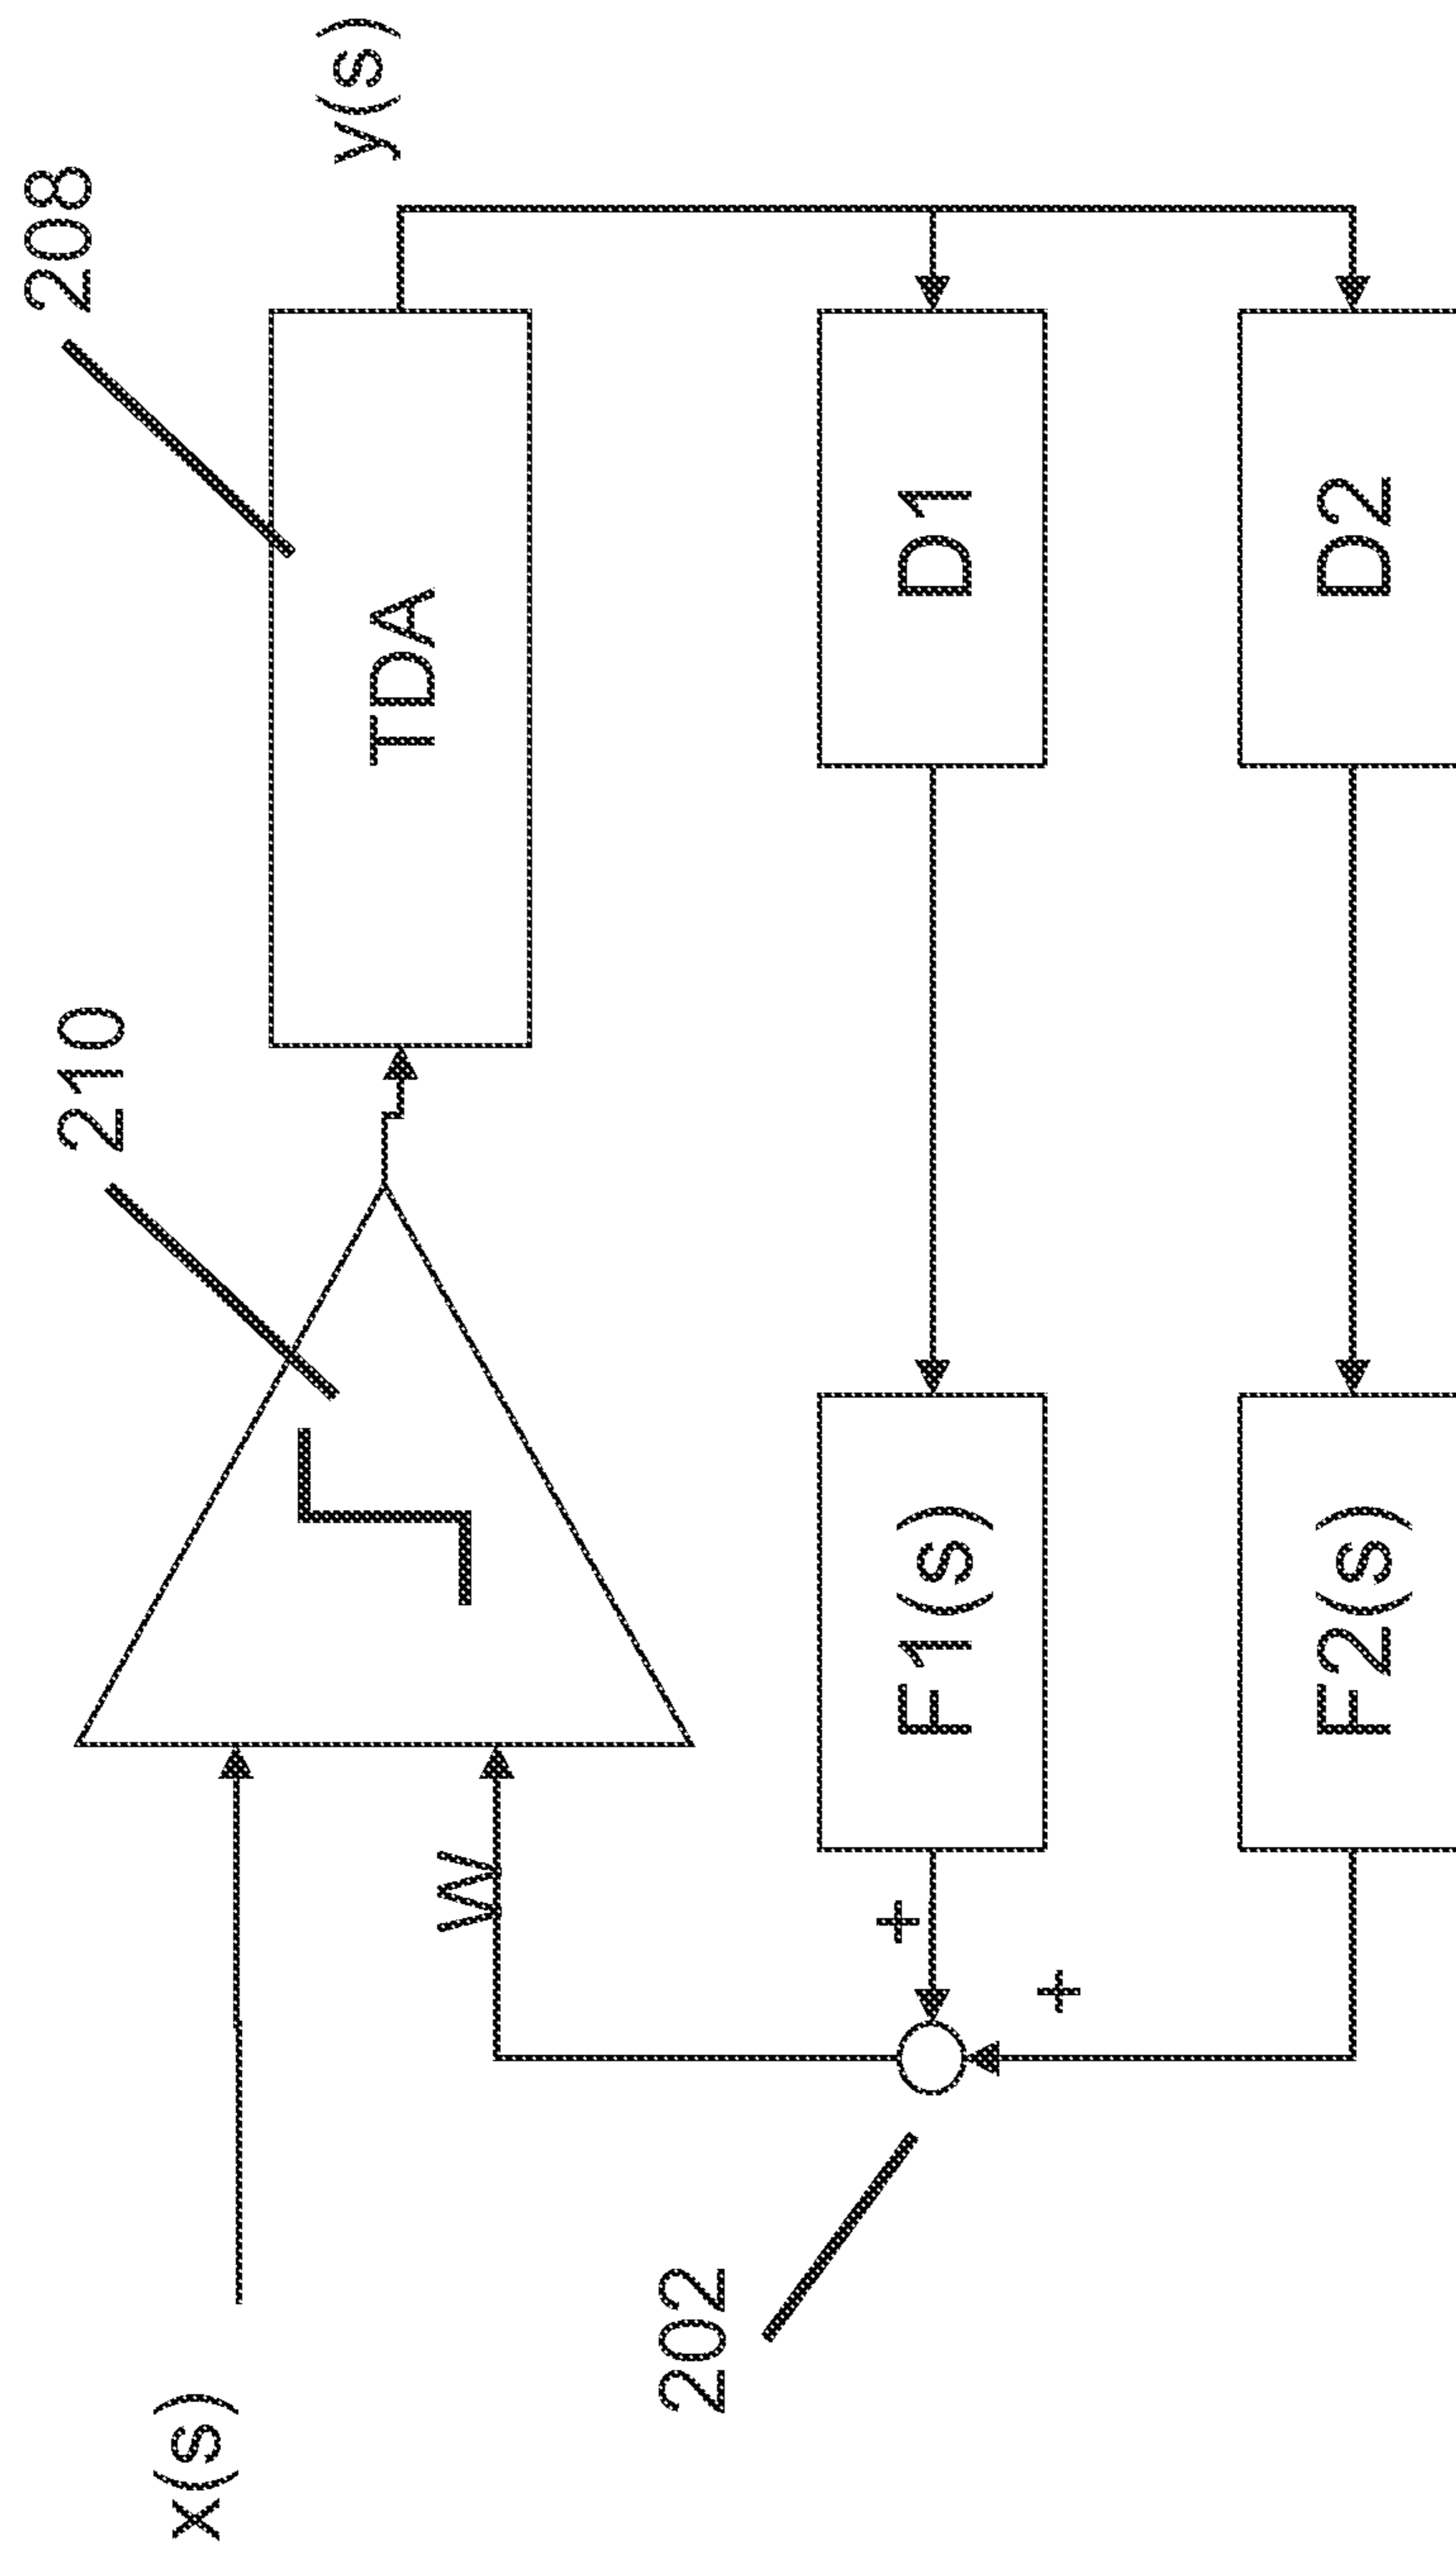 208
210
y(s)
x(s)
TDA
W
202
+
F1(s)
D1
+
F2(s)
D2